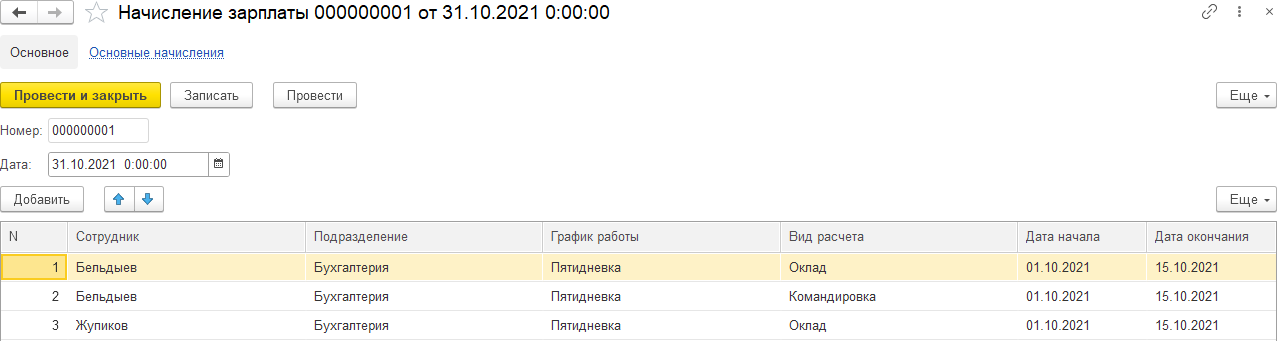 Начисление зарплаты 000000001 от 31.10.2021 0:00:00
Основное Основные начисления
Провести и закрыть Записать Провести Еще
Номер: 000000001
Дата: 31.10.2021 0:00:00
Добавить Еще
N Сотрудник Подразделение График работы Вид расчета Дата начала Дата окончания
1 Бельдыев Бухгалтерия Пятидневка Оклад 01.10.2021 15.10.2021
2 Бельдыев Бухгалтерия Пятидневка Командировка 01.10.2021 15.10.2021
3 Жупиков Бухгалтерия Пятидневка Оклад 01.10.2021 15.10.2021